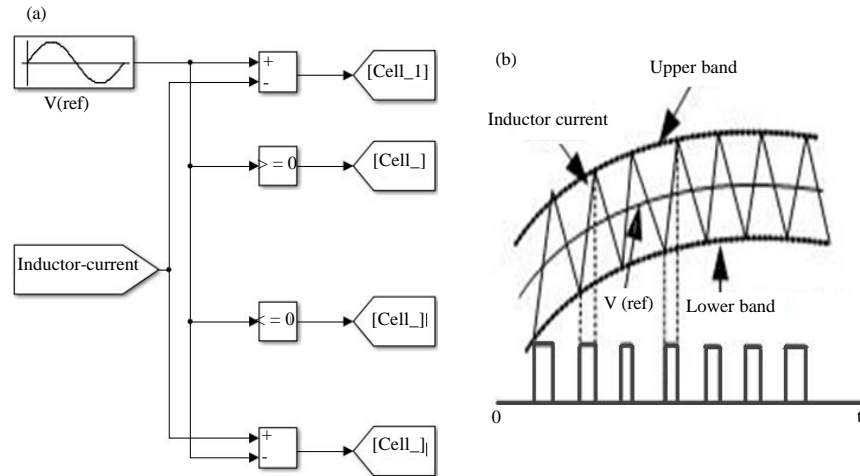 (a)
V(ref)
+
-
[Cell_1]
> = 0
[Cell_]
Inductor-current
< = 0
[Cell_]|
+
-
[Cell_]|
(b)
Upper band
Inductor current
V (ref)
Lower band
0
t